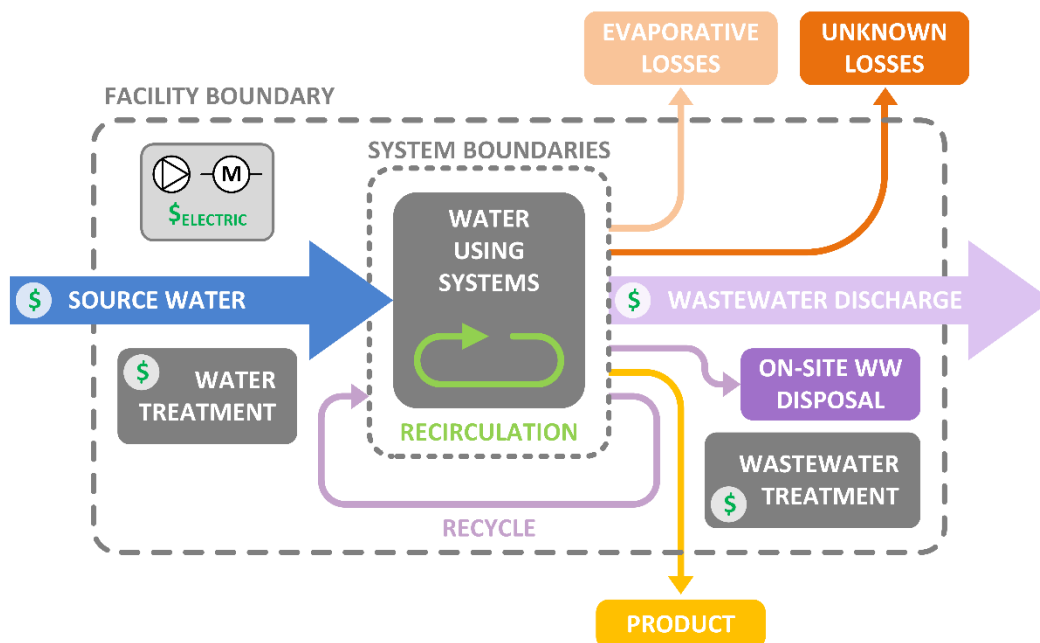 EVAPORATIVE
LOSSES
UNKNOWN
LOSSES
FACILITY BOUNDARY
SYSTEM BOUNDARIES
M
$ELECTRIC
WATER
USING
SYSTEMS
$ SOURCE WATER
$ WASTEWATER DISCHARGE
$ WATER
TREATMENT
ON-SITE WW
DISPOSAL
RECIRCULATION
WASTEWATER
$ TREATMENT
RECYCLE
PRODUCT